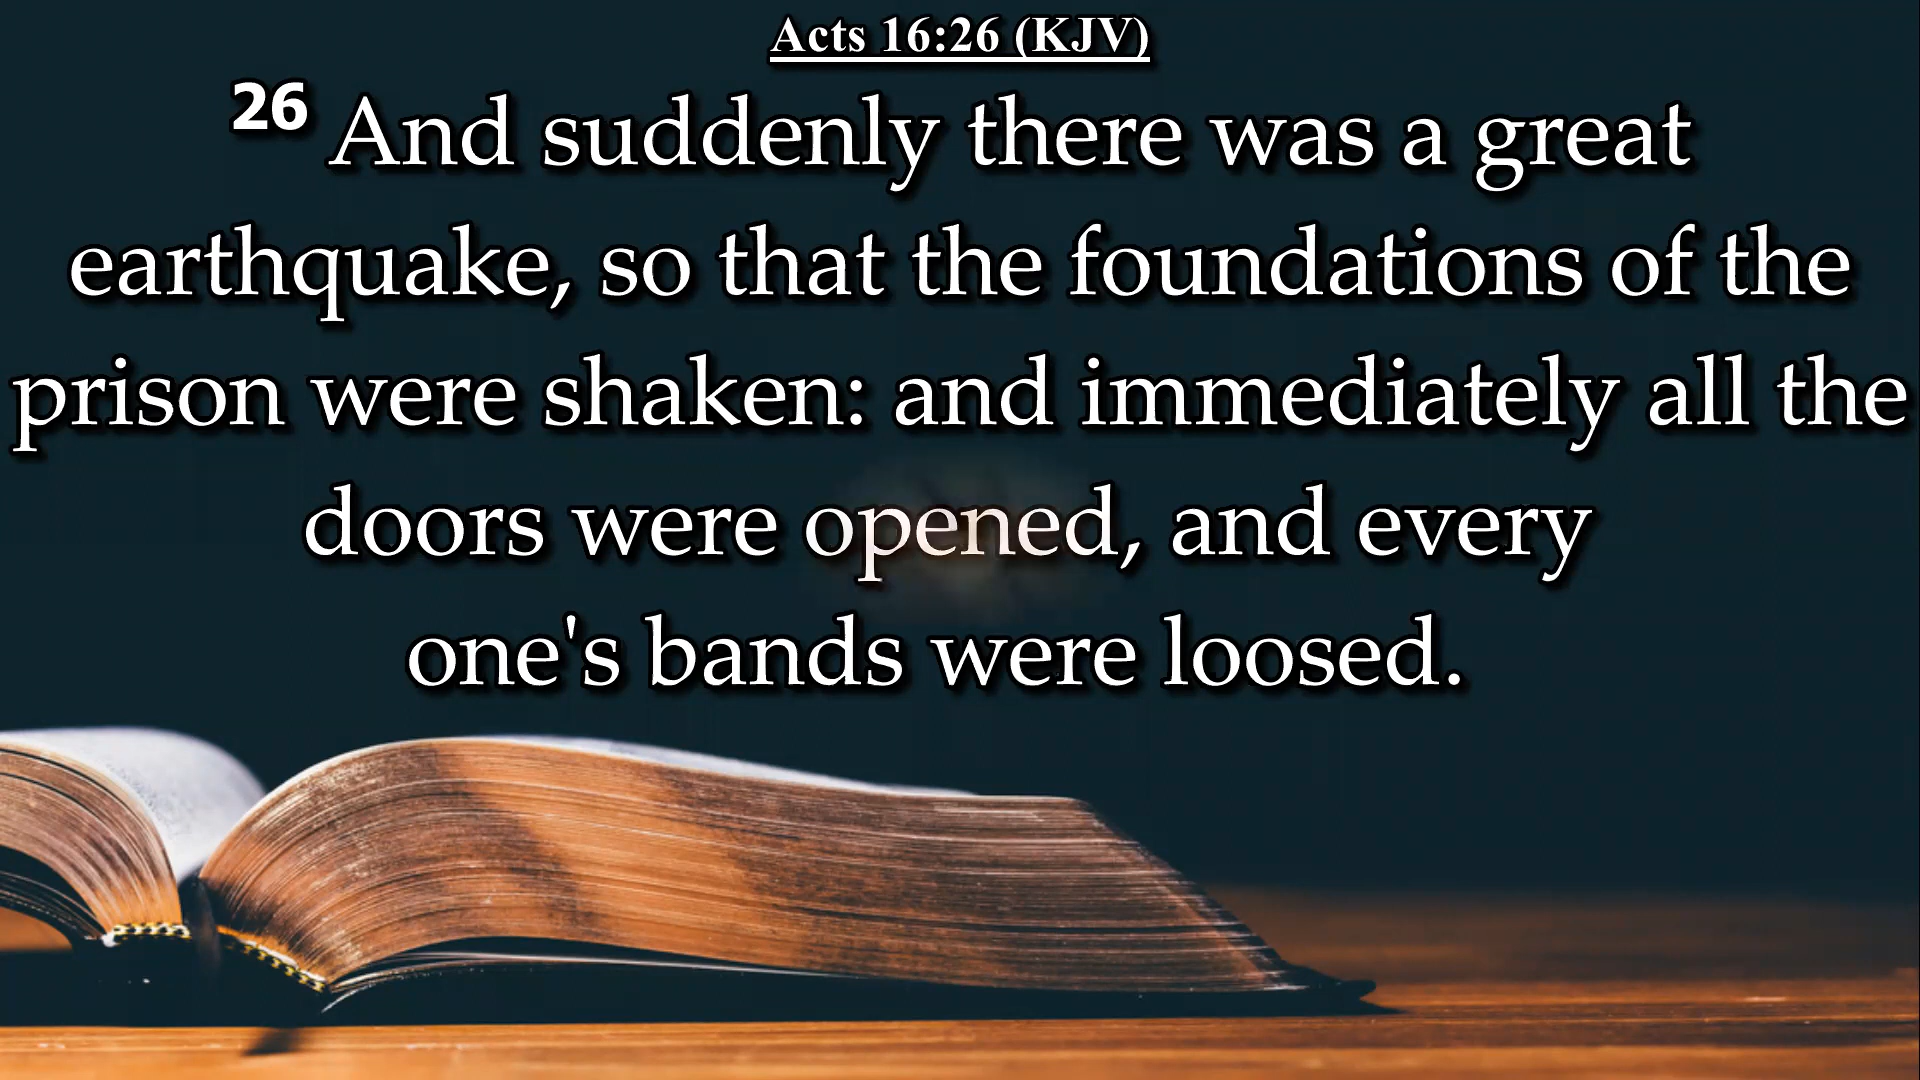 Acts 16:26 (KJV)
26 And suddenly there was a great
earthquake, so that the foundations of the
prison were shaken: and immediately all the
doors were opened, and every
one's bands were loosed.